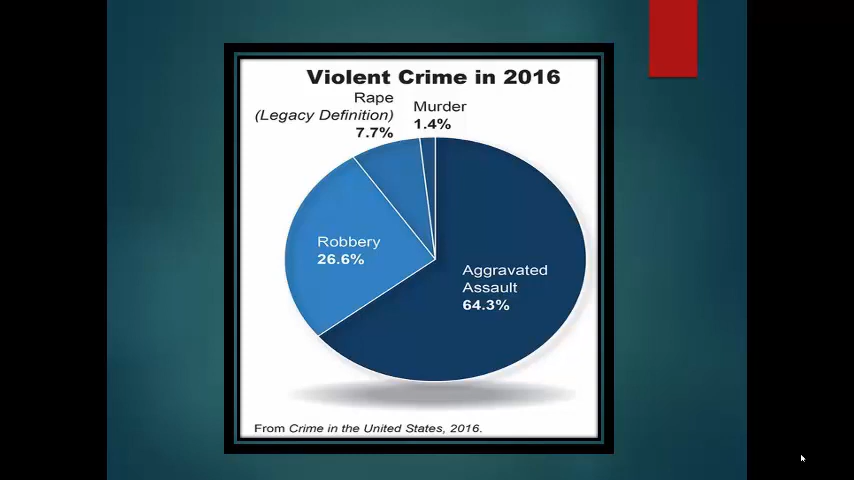 Violent Crime in 2016
Rape
(Legacy Definition)
7.7%
Murder
1.4%
Robbery
26.6%
Aggravated
Assault
64.3%
From Crime in the United States, 2016.